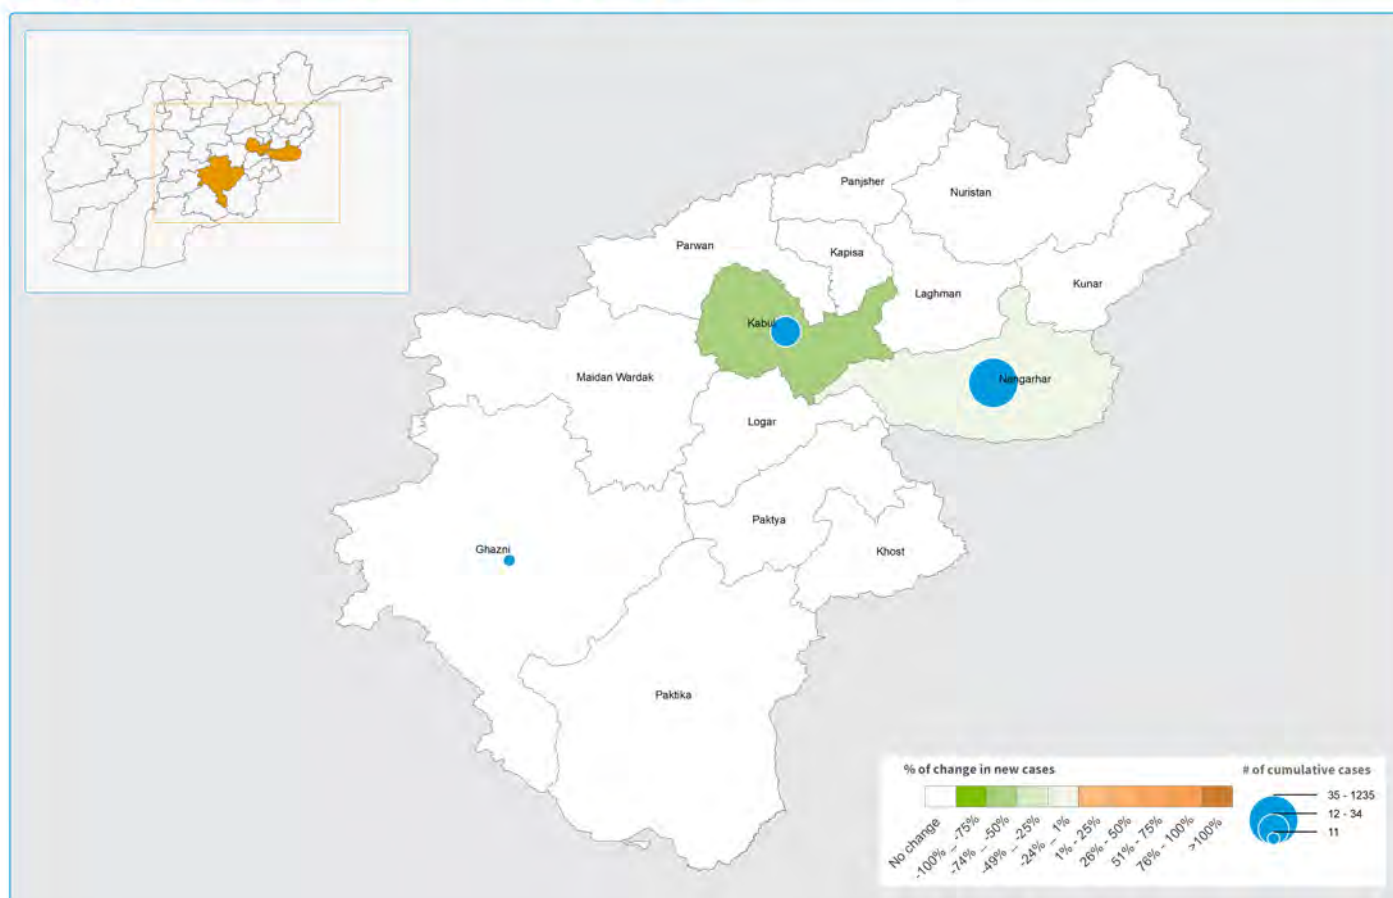 Panjsher
Nuristan
Parwan
Kapisa
Kunar
Laghman
Kabul
Maidan Wardak
Nangarhar
Logar
Paktya
Ghazni
Khost
Paktika
% of change in new cases
# of cumulative cases
35 - 1235
12 - 34
11
No change
-100% _ -75%
-74% _ -50%
-49% _ -25%
-24% _ 1%
1% - 25%
26% - 50%
51% - 75%
76% - 100%
>100%